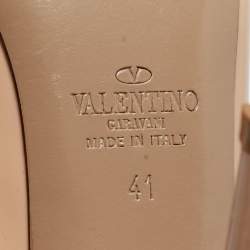 VALENTINO
GARAVANI
MADE IN ITALY
41